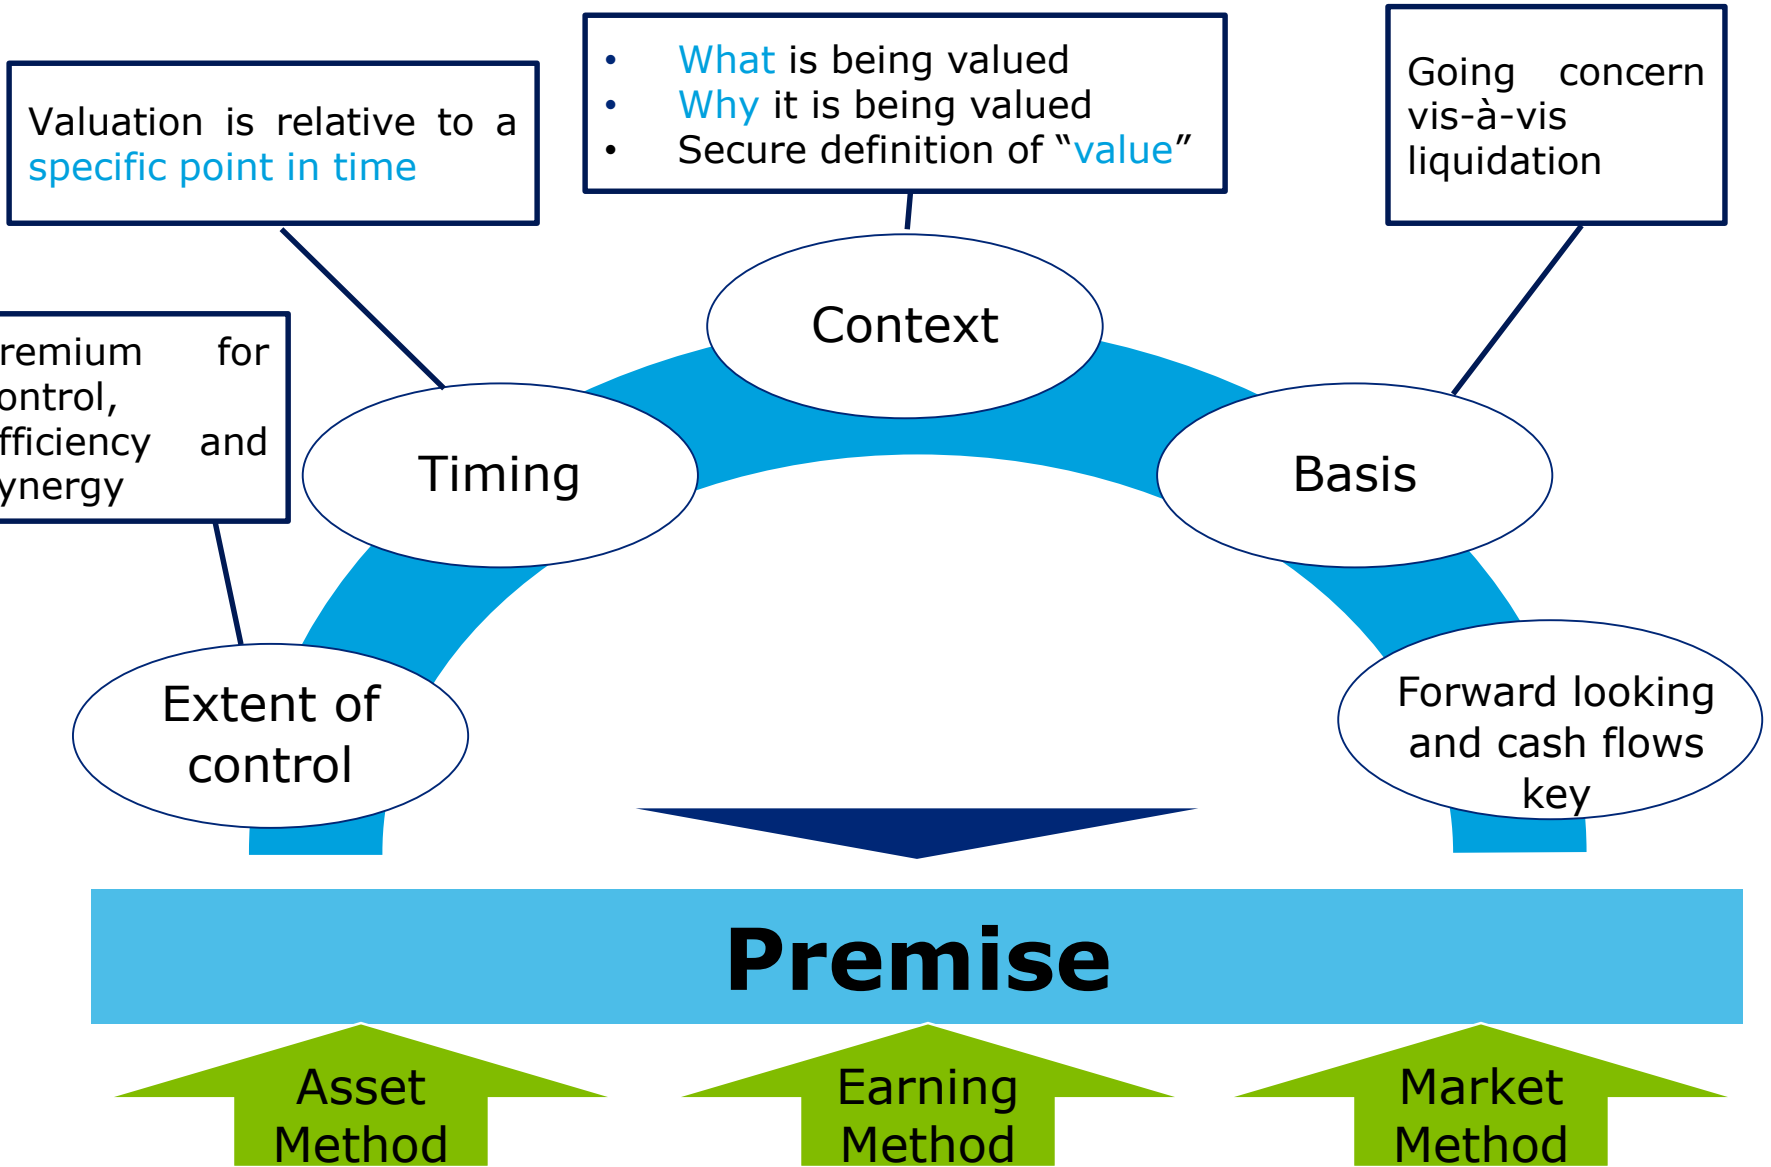 • What is being valued
• Why it is being valued
• Secure definition of “value”
Going concern
vis-à-vis
liquidation
Valuation is relative to a
specific point in time
remium for
ontrol,
fficiency and
ynergy
Context
Timing
Basis
Extent of
control
Forward looking
and cash flows
key
Premise
Asset
Method
Earning
Method
Market
Method